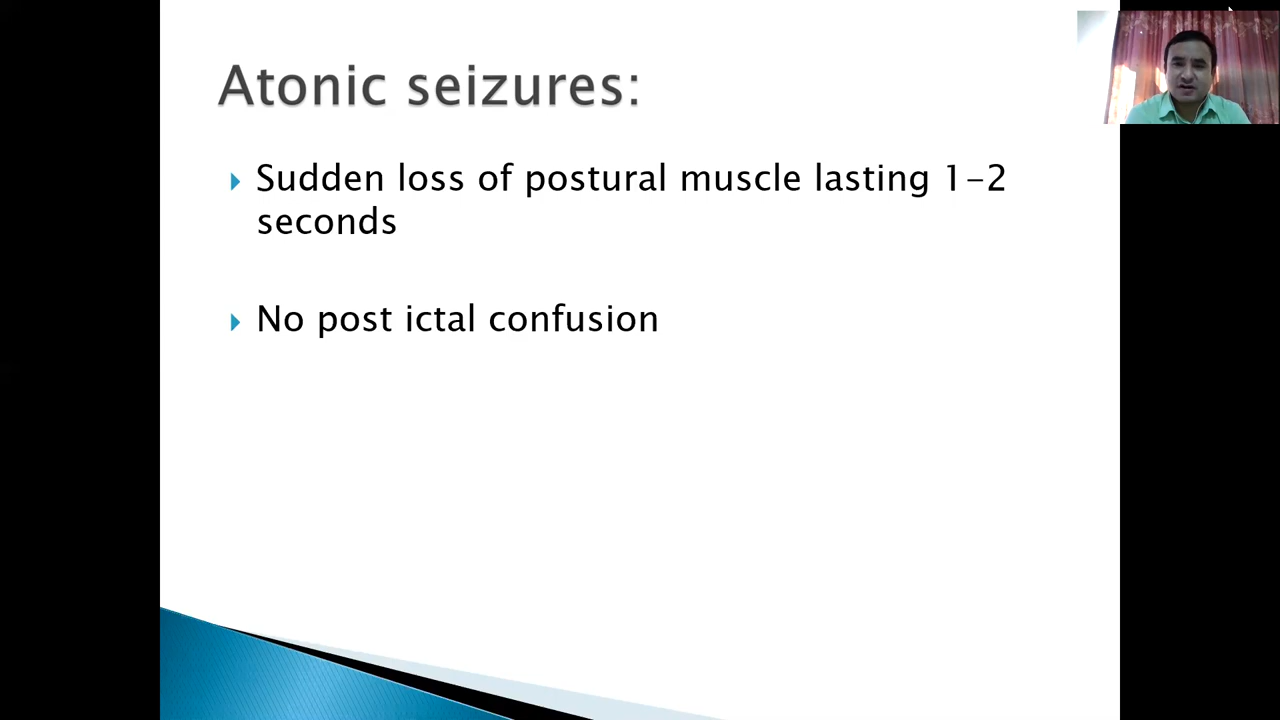 Atonic seizures:
Sudden loss of postural muscle lasting 1-2
seconds
No post ictal confusion